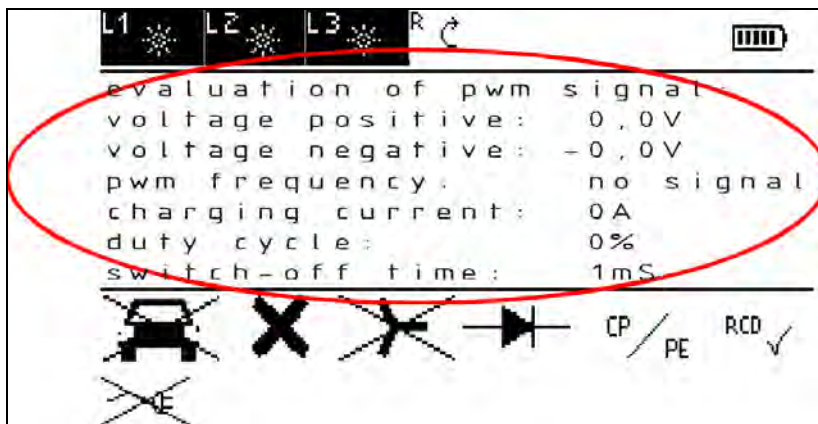 L1 L2 L3 R
evaluation of pwm signal:
voltage positive: 0,0V
voltage negative: -0,0V
pwm frequency: no signal
charging current: 0A
duty cycle: 0%
switch-off time: 1mS
CP/PE RCD